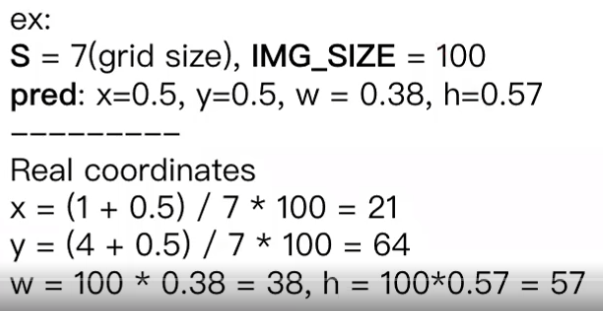 ex:
S = 7(grid size), IMG_SIZE = 100
pred: x=0.5, y=0.5, w = 0.38, h=0.57
---------
Real coordinates
x = (1 + 0.5) / 7 * 100 = 21
y = (4 + 0.5) / 7 * 100 = 64
w = 100 * 0.38 = 38, h = 100*0.57 = 57